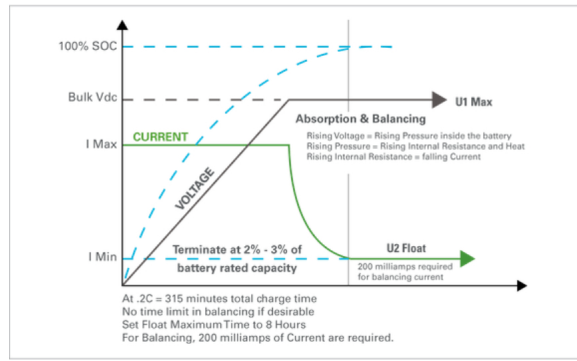 100% SOC
Bulk Vdc
U1 Max
Absorption & Balancing
Rising Voltage = Rising Pressure inside the battery
Rising Pressure = Rising Internal Resistance and Heat
Rising Internal Resistance = falling Current
CURRENT
I Max
VOLTAGE
U2 Float
200 milliamps required
for balancing current
Terminate at 2% - 3% of
battery rated capacity
I Min
At .2C = 315 minutes total charge time
No time limit in balancing if desirable
Set Float Maximum Time to 8 Hours
For Balancing, 200 milliamps of Current are required.